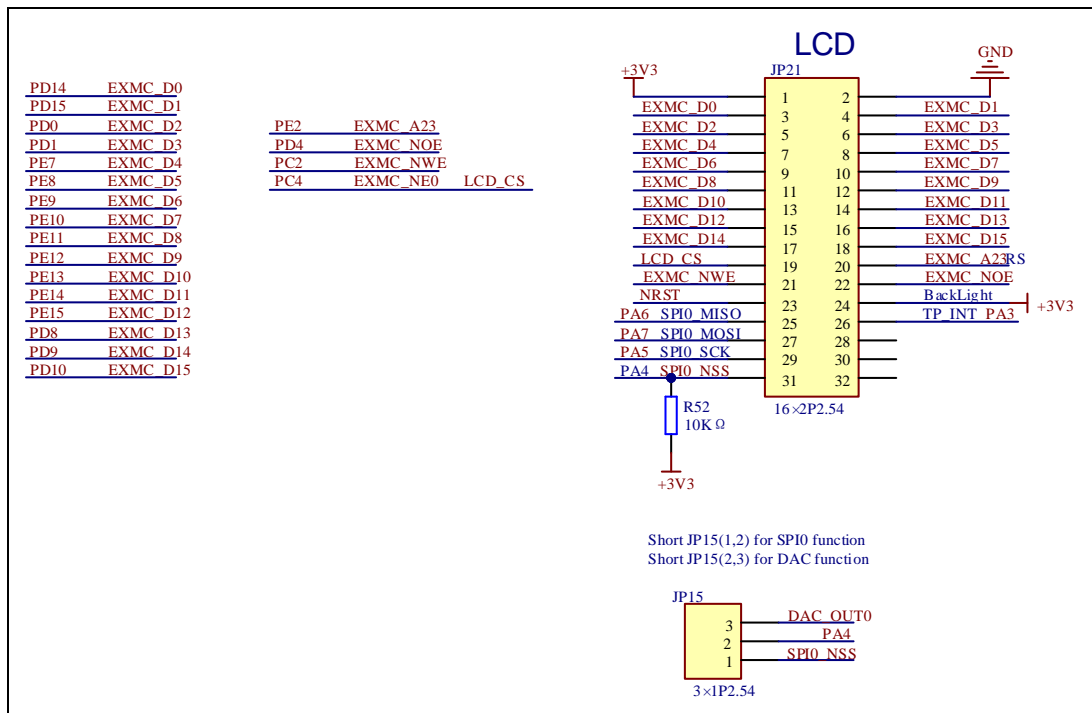 LCD
JP21
GND
+3V3
PD14 EXMC_D0
PD15 EXMC_D1
PD0 EXMC_D2
PD1 EXMC_D3
PE7 EXMC_D4
PE8 EXMC_D5
PE9 EXMC_D6
PE10 EXMC_D7
PE11 EXMC_D8
PE12 EXMC_D9
PE13 EXMC_D10
PE14 EXMC_D11
PE15 EXMC_D12
PD8 EXMC_D13
PD9 EXMC_D14
PD10 EXMC_D15
PE2 EXMC_A23
PD4 EXMC_NOE
PC2 EXMC_NWE
PC4 EXMC_NE0 LCD_CS
1 2
EXMC_D0 3 4 EXMC_D1
EXMC_D2 5 6 EXMC_D3
EXMC_D4 7 8 EXMC_D5
EXMC_D6 9 10 EXMC_D7
EXMC_D8 11 12 EXMC_D9
EXMC_D10 13 14 EXMC_D11
EXMC_D12 15 16 EXMC_D13
EXMC_D14 17 18 EXMC_D15
LCD_CS 19 20 EXMC_A23RS
EXMC_NWE 21 22 EXMC_NOE
NRST 23 24 BackLight +3V3
PA6 SPI0_MISO 25 26 TP_INT PA3
PA7 SPI0_MOSI 27 28
PA5 SPI0_SCK 29 30
PA4 SPI0_NSS 31 32
16×2P2.54
R52
10KΩ
+3V3
Short JP15(1,2) for SPI0 function
Short JP15(2,3) for DAC function
JP15
3 DAC_OUT0
2 PA4
1 SPI0_NSS
3×1P2.54